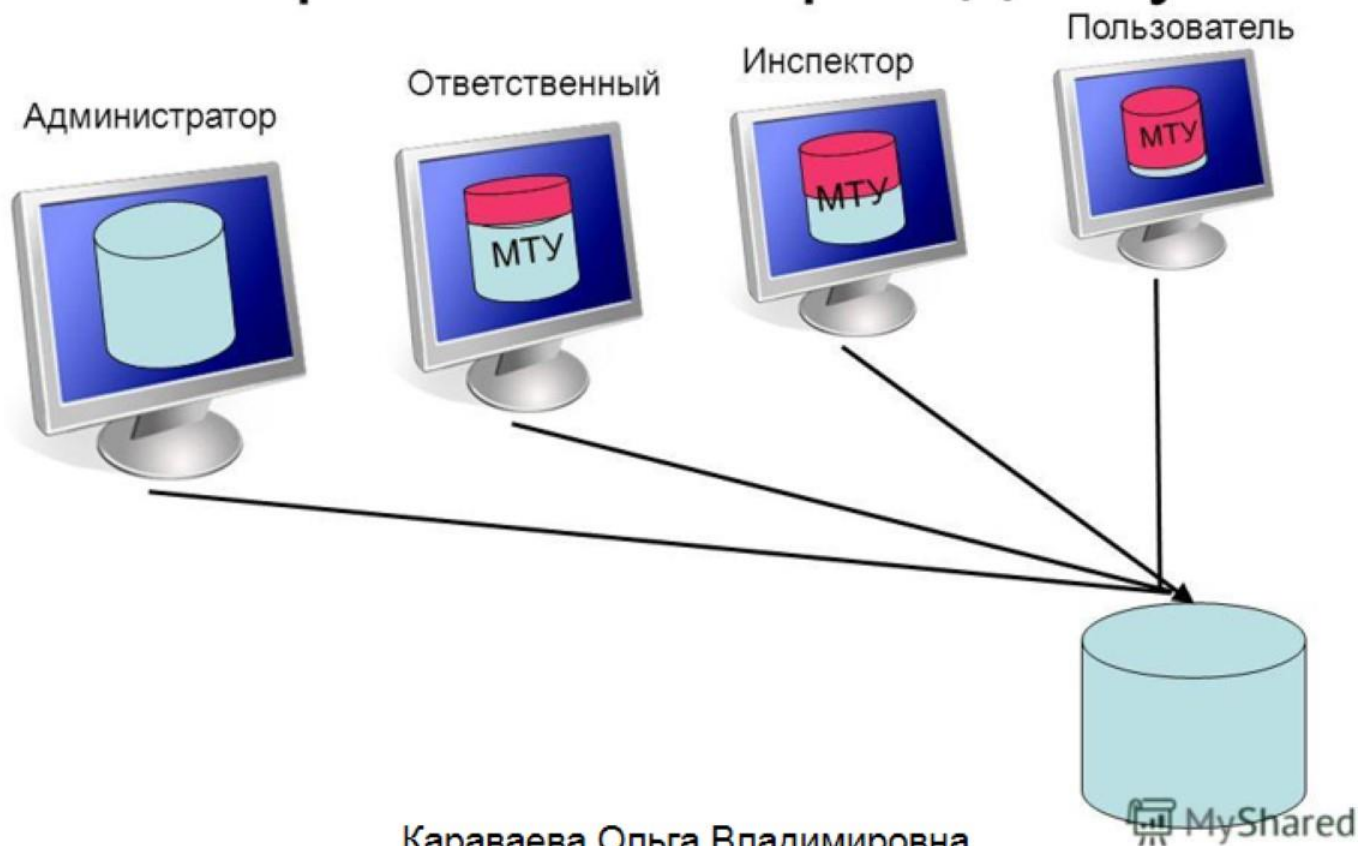 Пользователь
Инспектор
Ответственный
Администратор
МТУ
МТУ
МТУ
Караваева Ольга Владимировна
MyShared